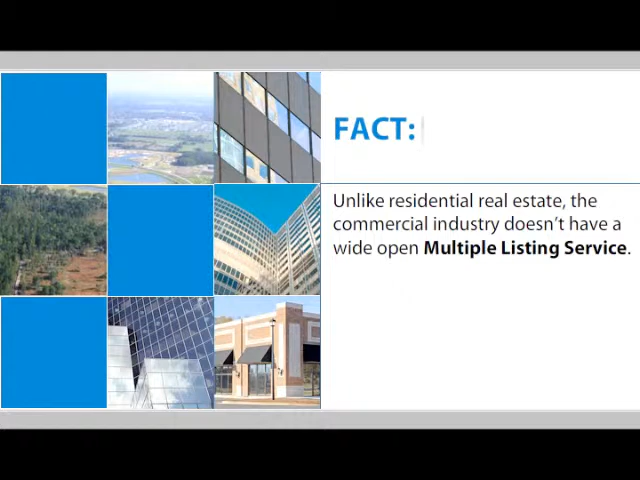 FACT:
Unlike residential real estate, the
commercial industry doesn't have a
wide open Multiple Listing Service.